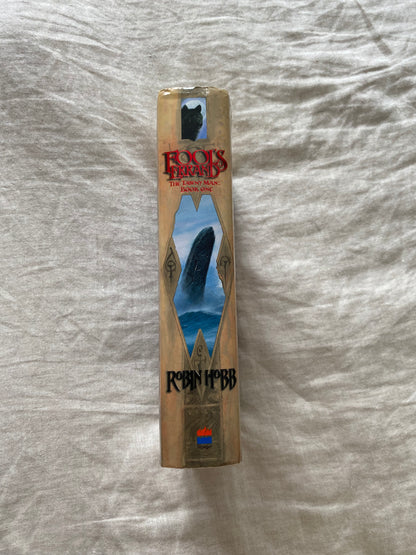 FOOL'S
ERRAND
THE TAWNY MAN:
BOOK ONE
ROBIN HOBB